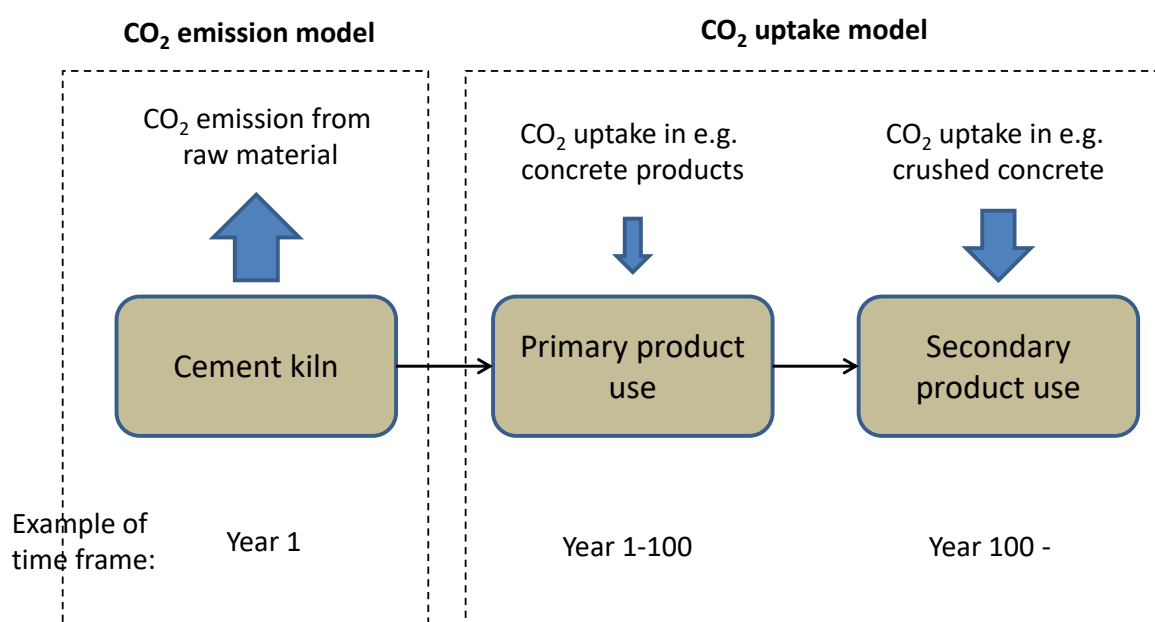 CO₂ emission model
CO₂ uptake model
CO₂ emission from
raw material
CO₂ uptake in e.g.
concrete products
CO₂ uptake in e.g.
crushed concrete
Cement kiln
Primary product
use
Secondary
product use
Example of
time frame:
Year 1
Year 1-100
Year 100 -